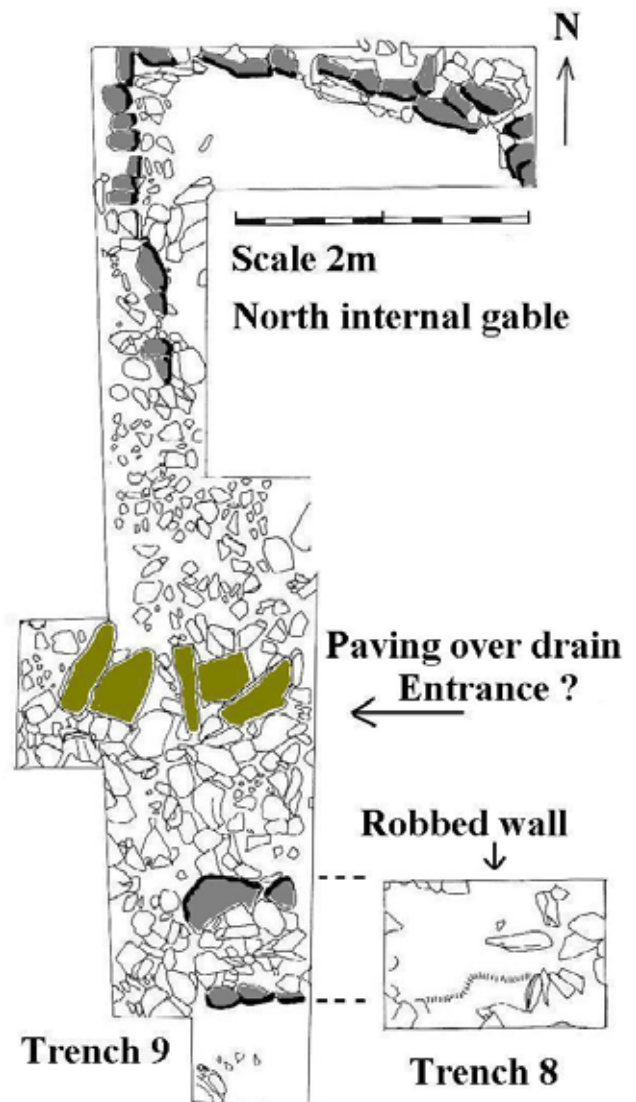 N
Scale 2m
North internal gable
Paving over drain
Entrance ?
Robbed wall
Trench 9
Trench 8